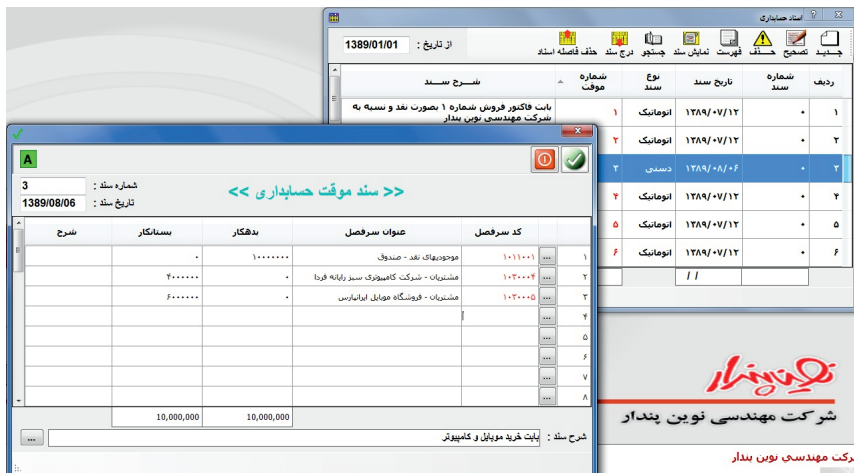 اسناد حسابداری
جـــدید تصحیح حــــذف فهرست نمایش سند جستجو درج سند حذف فاصله اسناد
از تاریخ : 1389/01/01
ردیف شماره سند تاریخ سند نوع سند شماره موقت شـــــرح ســــند
۱ ۰ ۱۳۸۹/۰۷/۱۲ اتوماتیک ۱ بابت فاکتور فروش شماره ۱ بصورت نقد و نسیه به
شرکت مهندسی نوین پندار
۲ ۰ ۱۳۸۹/۰۷/۱۲ اتوماتیک ۲
۳ ۰ ۱۳۸۹/۰۸/۰۶ دستی ۳
۴ ۰ ۱۳۸۹/۰۷/۱۲ اتوماتیک ۴
۵ ۰ ۱۳۸۹/۰۷/۱۲ اتوماتیک ۵
۶ ۰ ۱۳۸۹/۰۷/۱۲ اتوماتیک ۶
/ /
A
<< سند موقت حسابداری >>
شماره سند : 3
تاریخ سند : 1389/08/06
کد سرفصل عنوان سرفصل بدهکار بستانکار شرح
۱ ... ۱۰۱۱۰۰۱ موجودیهای نقد - صندوق ۱۰۰۰۰۰۰۰ ۰
۲ ... ۱۰۳۰۰۰۴ مشتریان - شرکت کامپیوتری سبز رایانه فردا ۰ ۴۰۰۰۰۰۰
۳ ... ۱۰۳۰۰۰۵ مشتریان - فروشگاه موبایل ایرانپارس ۰ ۶۰۰۰۰۰۰
۴ ...
۵ ...
۶ ...
۷ ...
۸ ...
10,000,000 10,000,000
شرح سند : بابت خرید موبایل و کامپیوتر ...
نوین پندار
شرکت مهندسی نوین پندار
رکت مهندسی نوین پندار